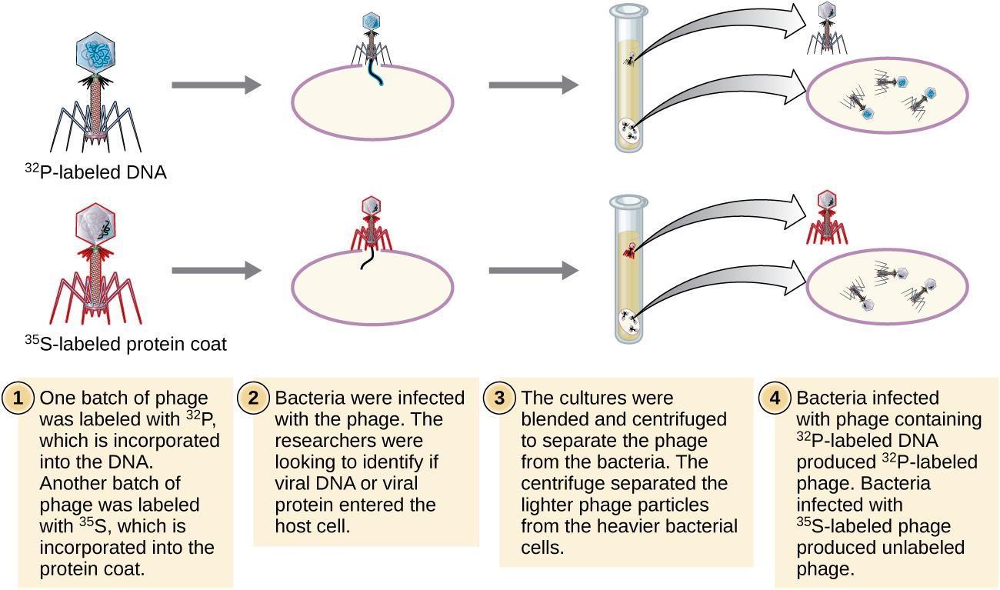 ³²P-labeled DNA
³⁵S-labeled protein coat
1
One batch of phage
was labeled with ³²P,
which is incorporated
into the DNA.
Another batch of
phage was labeled
with ³⁵S, which is
incorporated into the
protein coat.
2
Bacteria were infected
with the phage. The
researchers were
looking to identify if
viral DNA or viral
protein entered the
host cell.
3
The cultures were
blended and centrifuged
to separate the phage
from the bacteria. The
centrifuge separated the
lighter phage particles
from the heavier bacterial
cells.
4
Bacteria infected
with phage containing
³²P-labeled DNA
produced ³²P-labeled
phage. Bacteria
infected with
³⁵S-labeled phage
produced unlabeled
phage.